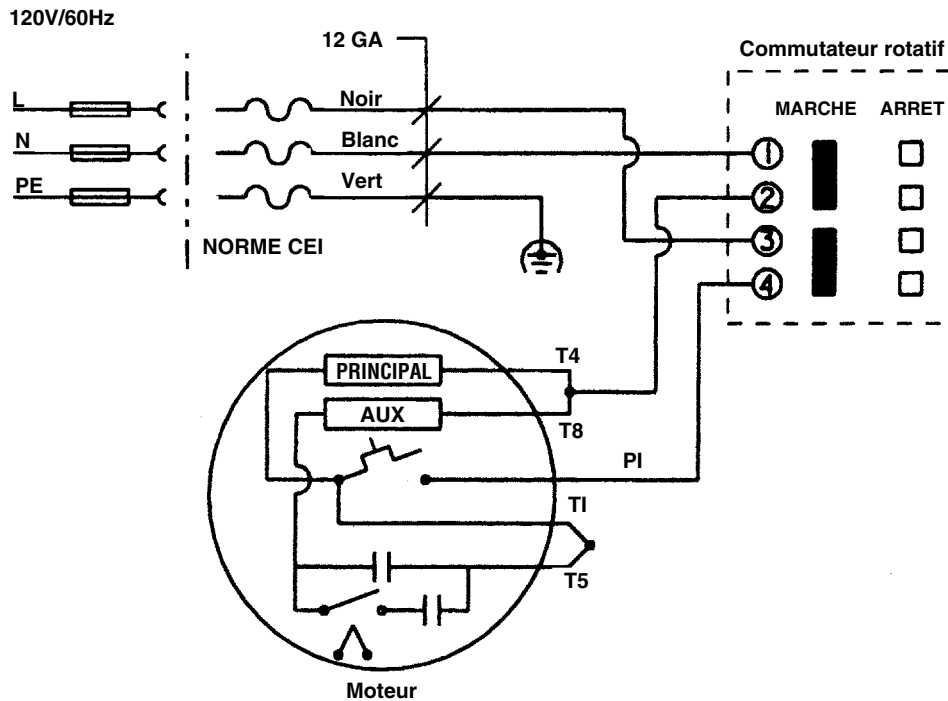 120V/60Hz
12 GA
Commutateur rotatif
L
Noir
MARCHE ARRET
N
Blanc
1
PE
Vert
2
NORME CEI
3
4
T4
PRINCIPAL
AUX
T8
PI
TI
T5
Moteur